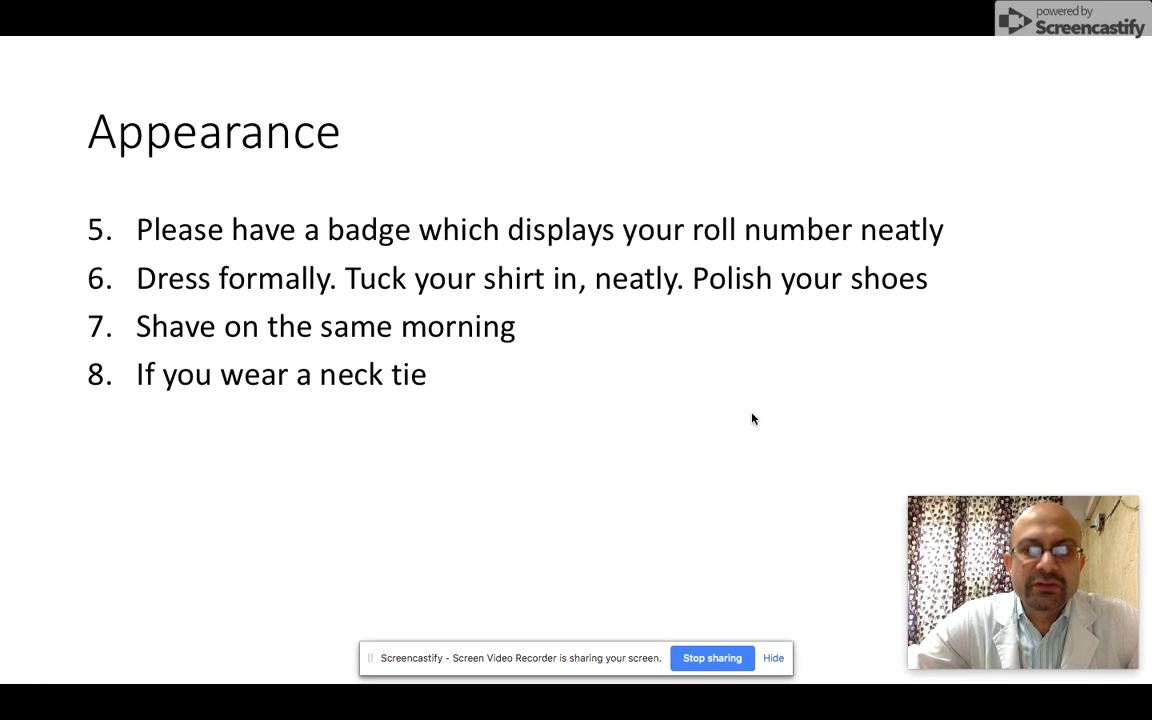 powered by
Screencastify
Appearance
5. Please have a badge which displays your roll number neatly
6. Dress formally. Tuck your shirt in, neatly. Polish your shoes
7. Shave on the same morning
8. If you wear a neck tie
Screencastify - Screen Video Recorder is sharing your screen. Stop sharing Hide